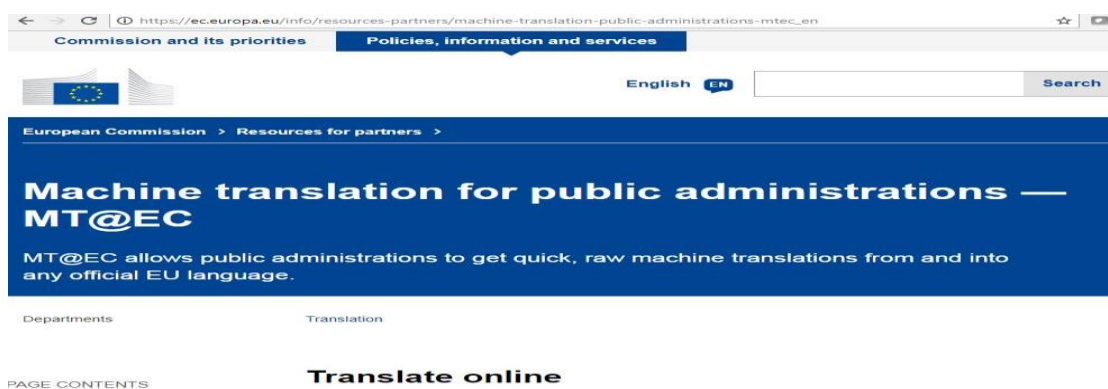 https://ec.europa.eu/info/resources-partners/machine-translation-public-administrations-mtec_en
Commission and its priorities Policies, information and services
English EN Search
European Commission > Resources for partners >
Machine translation for public administrations —
MT@EC
MT@EC allows public administrations to get quick, raw machine translations from and into
any official EU language.
Departments Translation
PAGE CONTENTS Translate online